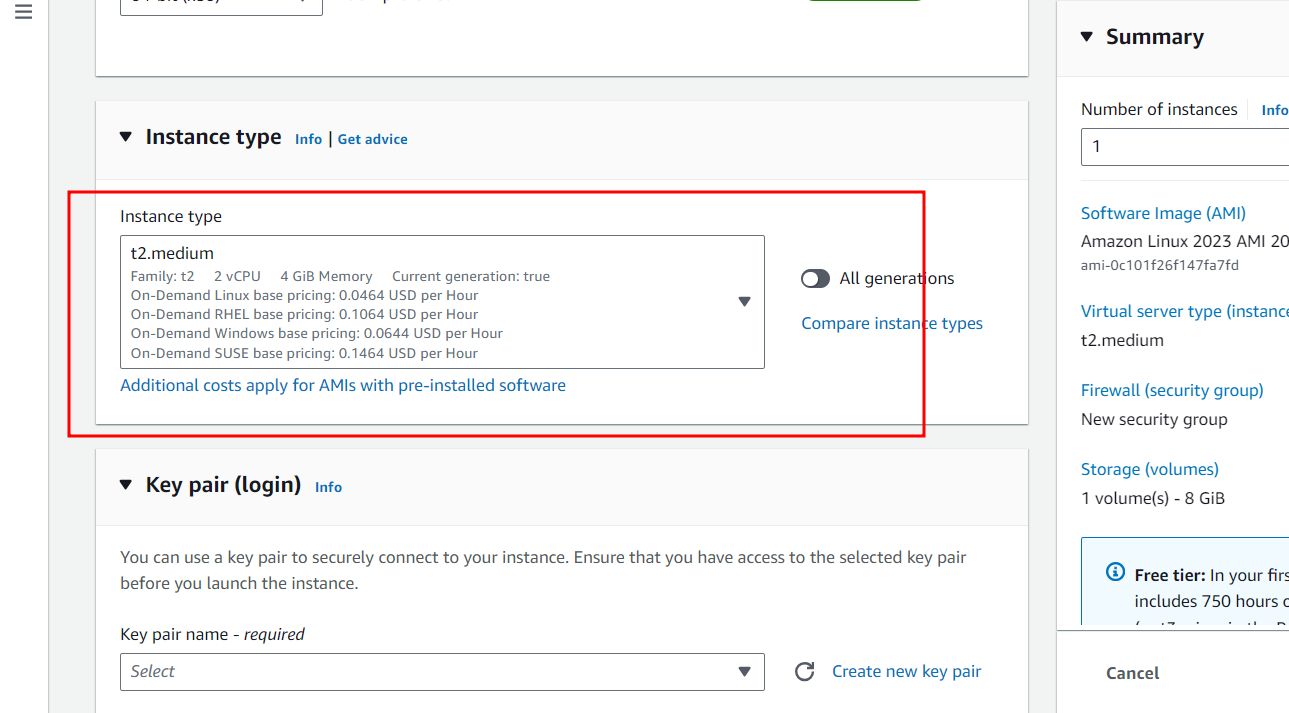 Instance type Info | Get advice
Instance type
t2.medium
Family: t2 2 vCPU 4 GiB Memory Current generation: true
On-Demand Linux base pricing: 0.0464 USD per Hour
On-Demand RHEL base pricing: 0.1064 USD per Hour
On-Demand Windows base pricing: 0.0644 USD per Hour
On-Demand SUSE base pricing: 0.1464 USD per Hour
All generations
Compare instance types
Additional costs apply for AMIs with pre-installed software
Key pair (login) Info
You can use a key pair to securely connect to your instance. Ensure that you have access to the selected key pair
before you launch the instance.
Key pair name - required
Select
Create new key pair
Summary
Number of instances Info
1
Software Image (AMI)
Amazon Linux 2023 AMI 20
ami-0c101f26f147fa7fd
Virtual server type (instance
t2.medium
Firewall (security group)
New security group
Storage (volumes)
1 volume(s) - 8 GiB
Free tier: In your firs
includes 750 hours o
Cancel